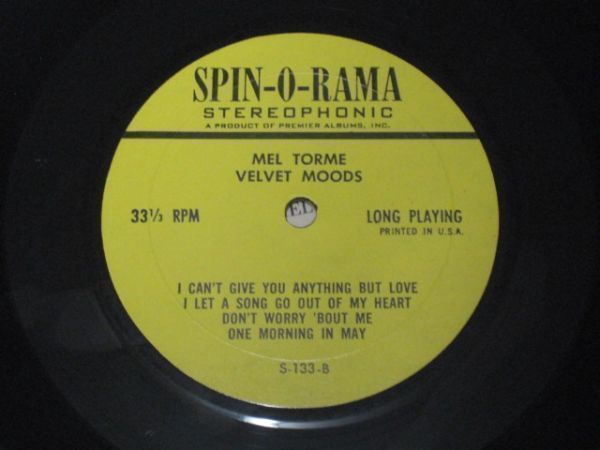 SPIN-O-RAMA
STEREOPHONIC
A PRODUCT OF PREMIER ALBUMS, INC.
MEL TORME
VELVET MOODS
33⅓ RPM
EL
LONG PLAYING
PRINTED IN U.S.A.
I CAN'T GIVE YOU ANYTHING BUT LOVE
I LET A SONG GO OUT OF MY HEART
DON'T WORRY 'BOUT ME
ONE MORNING IN MAY
S-133-B